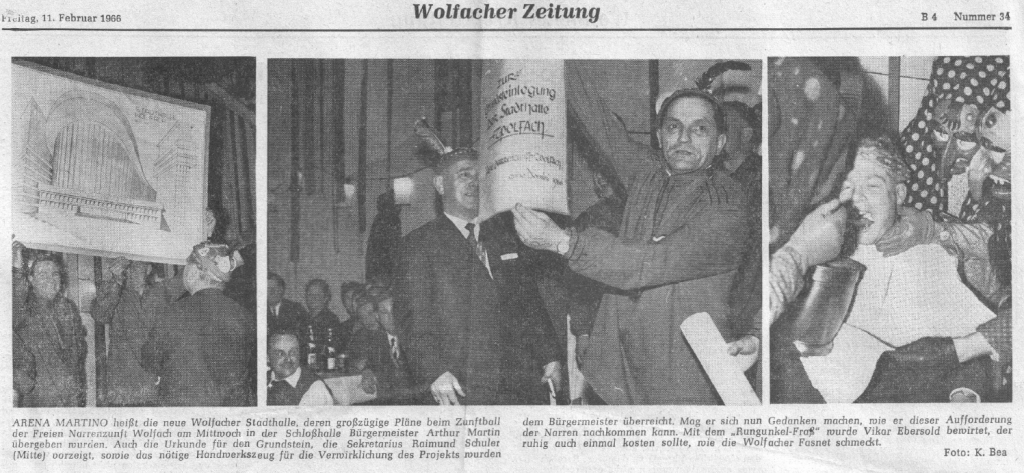 Freitag, 11. Februar 1966
Wolfacher Zeitung
B 4 Nummer 34
ZUR
der Stadthalle
WOLFACH
ARENA MARTINO heißt die neue Wolfacher Stadthalle, deren großzügige Pläne beim Zunftball
der Freien Narrenzunft Wolfach am Mittwoch in der Schloßhalle Bürgermeister Arthur Martin
übergeben wurden. Auch die Urkunde für den Grundstein, die Sekretarius Raimund Schuler
(Mitte) vorzeigt, sowie das nötige Handwerkszeug für die Verwirklichung des Projekts wurden
dem Bürgermeister überreicht. Mag er sich nun Gedanken machen, wie er dieser Aufforderung
der Narren nachkommen kann. Mit dem „Rungunkel-Fraß" wurde Vikar Ebersold bewirtet, der
ruhig auch einmal kosten sollte, wie die Wolfacher Fasnet schmeckt.
Foto: K. Bea